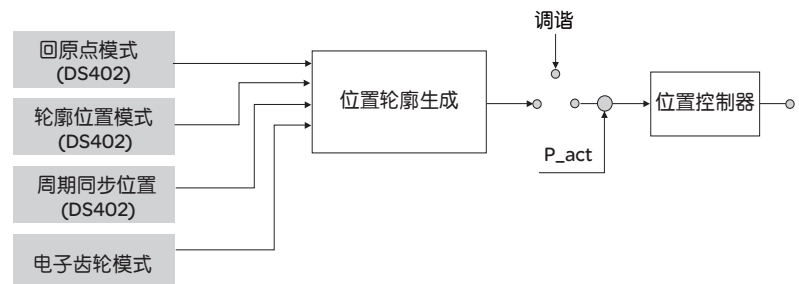 调谐
回原点模式
(DS402)
轮廓位置模式
(DS402)
周期同步位置
(DS402)
电子齿轮模式
位置轮廓生成
位置控制器
P_act